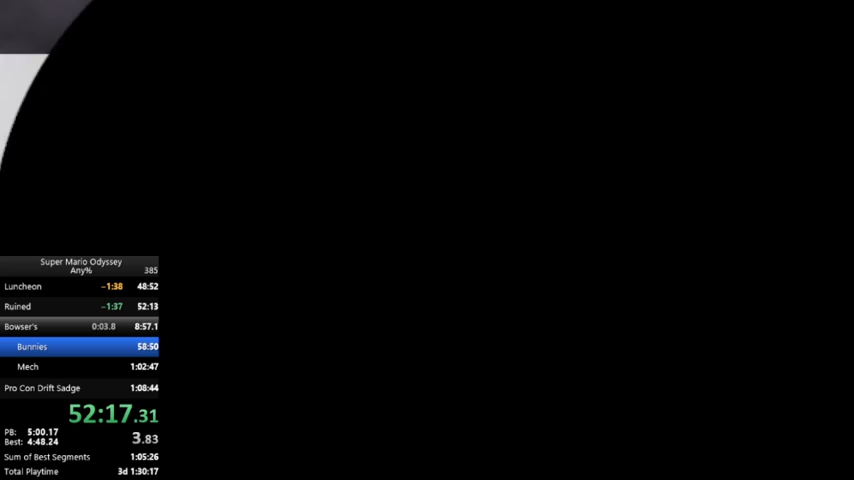 Super Mario Odyssey
Any% 385
Luncheon -1:38 48:52
Ruined -1:37 52:13
Bowser's 0:03.8 8:57.1
Bunnies 58:50
Mech 1:02:47
Pro Con Drift Sadge 1:08:44
52:17.31
PB: 5:00.17
Best: 4:48.24 3.83
Sum of Best Segments 1:05:26
Total Playtime 3d 1:30:17